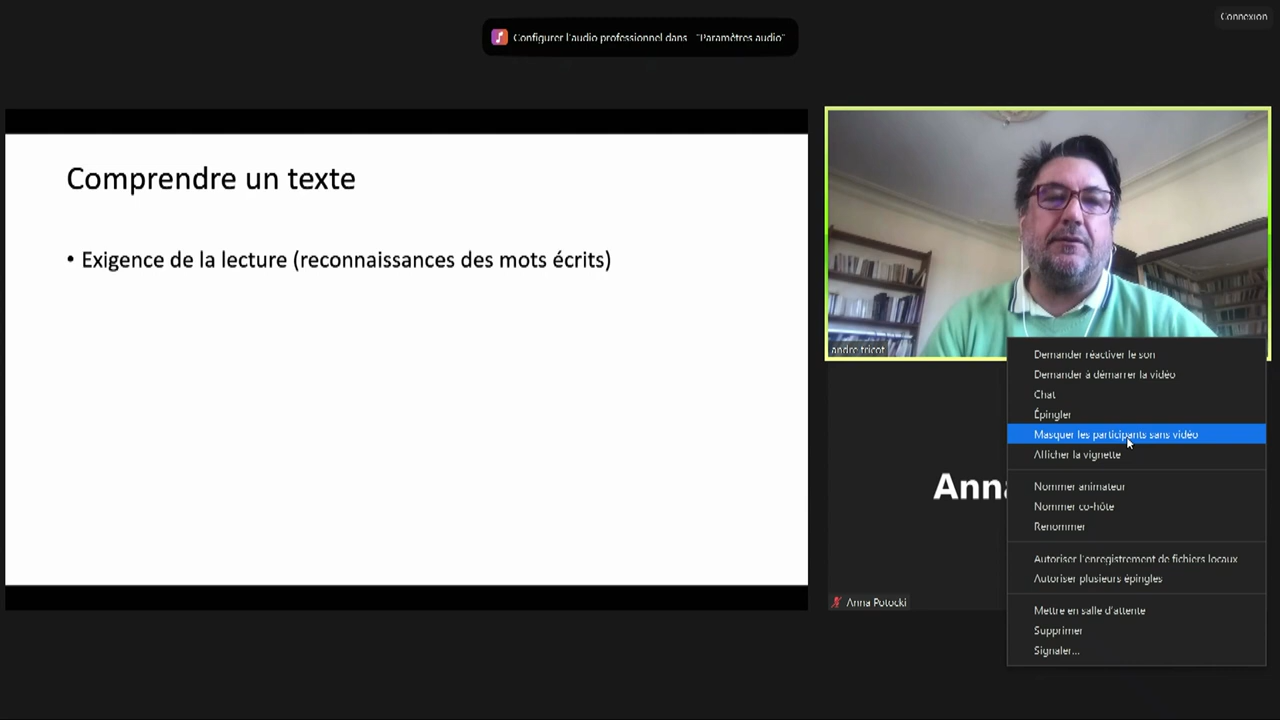 Connexion
Configurer l'audio professionnel dans "Paramètres audio"
Comprendre un texte
• Exigence de la lecture (reconnaissances des mots écrits)
andre tricot
Demander réactiver le son
Demander à démarrer la vidéo
Chat
Épingler
Masquer les participants sans vidéo
Afficher la vignette
Anna
Nommer animateur
Nommer co-hôte
Renommer
Autoriser l'enregistrement de fichiers locaux
Autoriser plusieurs épingles
Anna Potocki
Mettre en salle d'attente
Supprimer
Signaler...